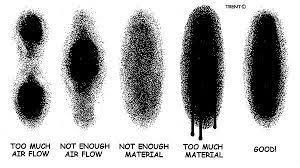 TRENT©
TOO MUCH
AIR FLOW
NOT ENOUGH
AIR FLOW
NOT ENOUGH
MATERIAL
TOO MUCH
MATERIAL
GOOD!